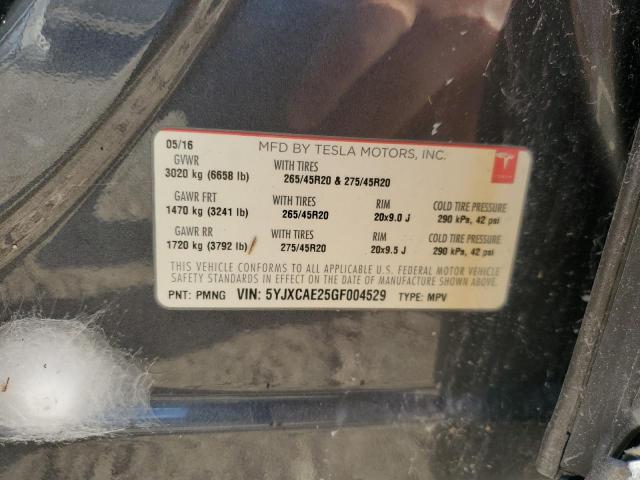 05/16 MFD BY TESLA MOTORS, INC.
GVWR WITH TIRES
3020 kg (6658 lb) 265/45R20 & 275/45R20
GAWR FRT WITH TIRES RIM COLD TIRE PRESSURE
1470 kg (3241 lb) 265/45R20 20x9.0 J 290 kPa, 42 psi
GAWR RR WITH TIRES RIM COLD TIRE PRESSURE
1720 kg (3792 lb) 275/45R20 20x9.5 J 290 kPa, 42 psi
THIS VEHICLE CONFORMS TO ALL APPLICABLE U.S. FEDERAL MOTOR VEHICLE
SAFETY STANDARDS IN EFFECT ON THE DATE OF MANUFACTURE SHOWN ABOVE.
PNT: PMNG VIN: 5YJXCAE25GF004529 TYPE: MPV